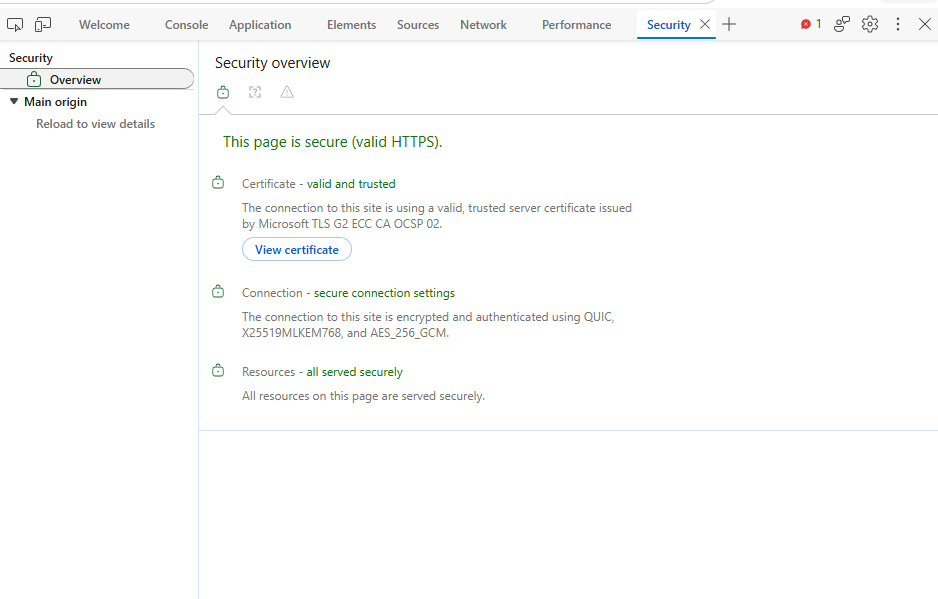 Welcome Console Application Elements Sources Network Performance Security 1
Security
Overview
Main origin
Reload to view details
Security overview
This page is secure (valid HTTPS).
Certificate - valid and trusted
The connection to this site is using a valid, trusted server certificate issued
by Microsoft TLS G2 ECC CA OCSP 02.
View certificate
Connection - secure connection settings
The connection to this site is encrypted and authenticated using QUIC,
X25519MLKEM768, and AES_256_GCM.
Resources - all served securely
All resources on this page are served securely.